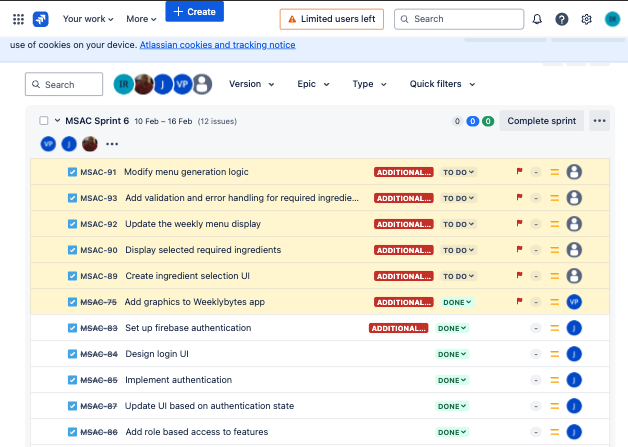 Your work More + Create Limited users left Search ? IR
use of cookies on your device. Atlassian cookies and tracking notice
Search IR J VP Version Epic Type Quick filters
MSAC Sprint 6 10 Feb – 16 Feb (12 issues) 0 0 0 Complete sprint ...
VP J ...
MSAC-91 Modify menu generation logic ADDITIONAL... TO DO -
MSAC-93 Add validation and error handling for required ingredie... ADDITIONAL... TO DO -
MSAC-92 Update the weekly menu display ADDITIONAL... TO DO -
MSAC-90 Display selected required ingredients ADDITIONAL... TO DO -
MSAC-89 Create ingredient selection UI ADDITIONAL... TO DO -
MSAC-75 Add graphics to Weeklybytes app ADDITIONAL... DONE - VP
MSAC-83 Set up firebase authentication ADDITIONAL... DONE - J
MSAC-84 Design login UI DONE - J
MSAC-85 Implement authentication DONE - J
MSAC-87 Update UI based on authentication state DONE - J
MSAC-86 Add role based access to features DONE - J